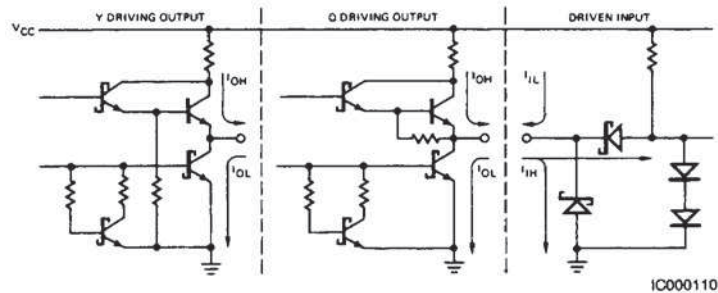 Y DRIVING OUTPUT
Q DRIVING OUTPUT
DRIVEN INPUT
VCC
IOH
IOH
IIL
IOL
IOL
IIH
IC000110